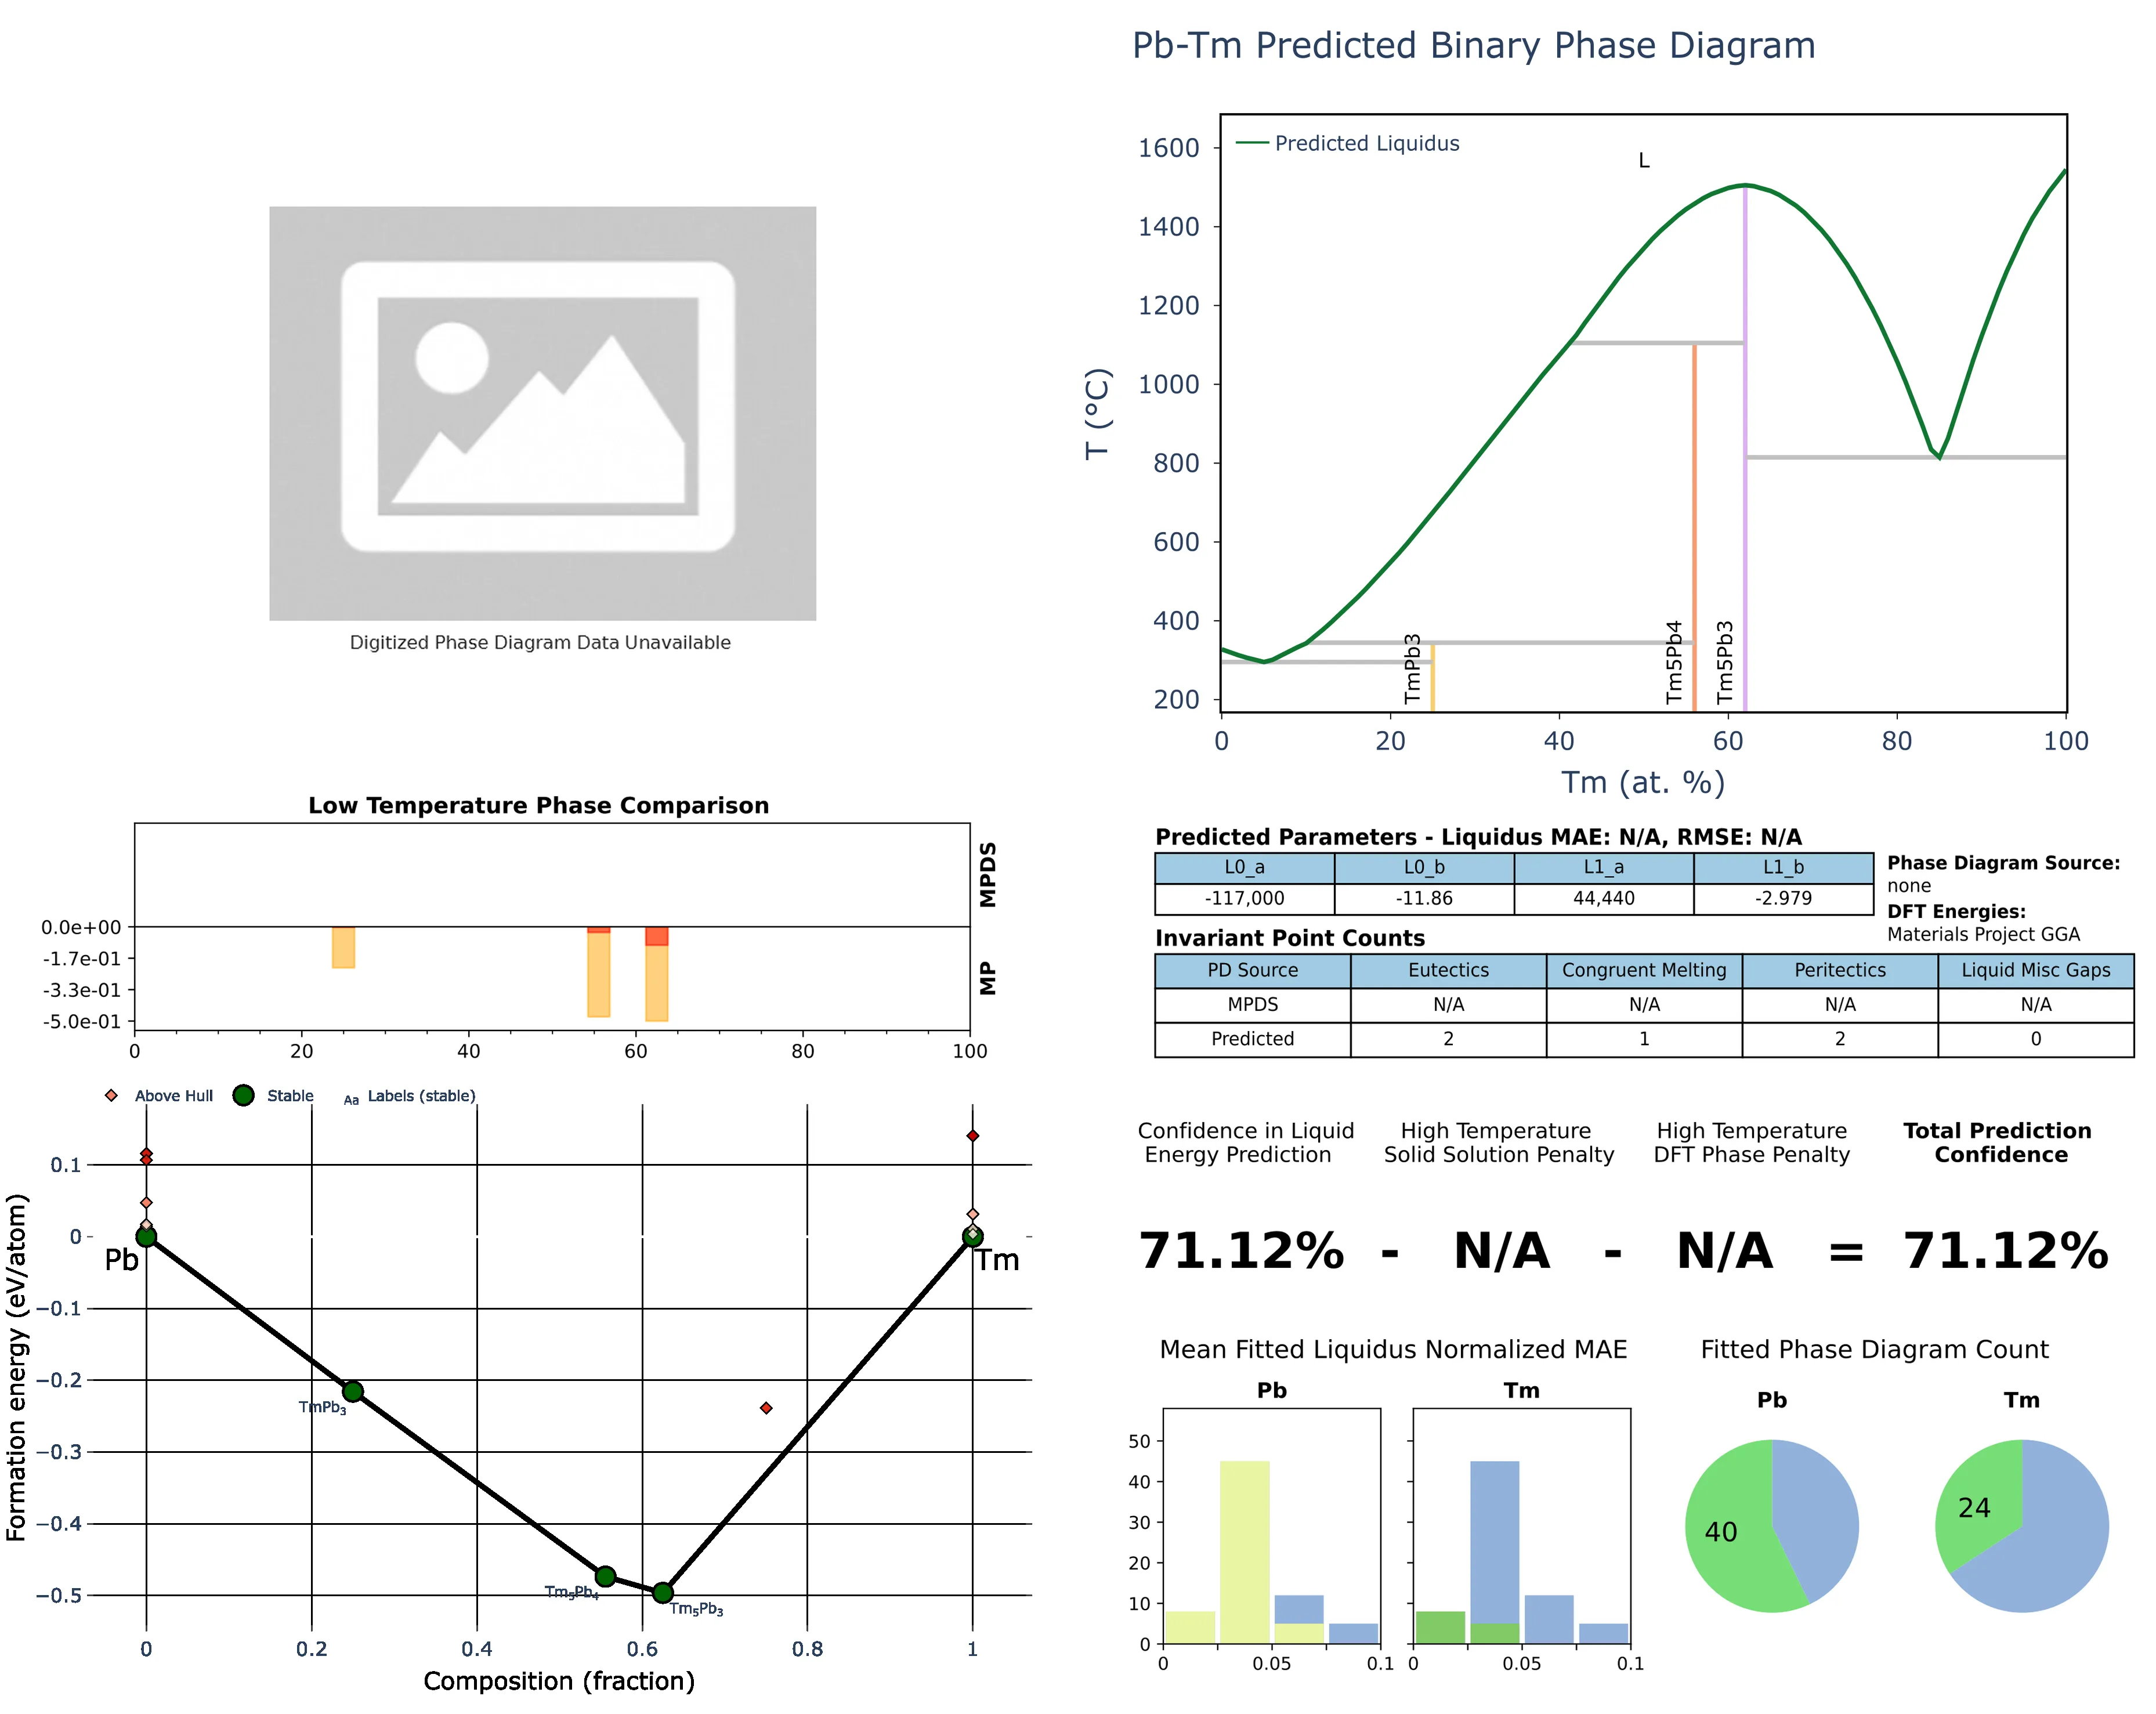 Pb-Tm Predicted Binary Phase Diagram
Digitized Phase Diagram Data Unavailable
Predicted Liquidus
L
T (°C)
1600
1400
1200
1000
800
600
400
200
TmPb3
Tm5Pb4
Tm5Pb3
0 20 40 60 80 100
Tm (at. %)
Low Temperature Phase Comparison
MPDS
MP
0.0e+00
-1.7e-01
-3.3e-01
-5.0e-01
0 20 40 60 80 100
Predicted Parameters - Liquidus MAE: N/A, RMSE: N/A
L0_a L0_b L1_a L1_b
-117,000 -11.86 44,440 -2.979
Phase Diagram Source:
none
DFT Energies:
Materials Project GGA
Invariant Point Counts
PD Source Eutectics Congruent Melting Peritectics Liquid Misc Gaps
MPDS N/A N/A N/A N/A
Predicted 2 1 2 0
Above Hull Stable Aa Labels (stable)
Formation energy (eV/atom)
0.1
0
−0.1
−0.2
−0.3
−0.4
−0.5
Pb
Tm
TmPb₃
Tm₅Pb₄
Tm₅Pb₃
0 0.2 0.4 0.6 0.8 1
Composition (fraction)
Confidence in Liquid
Energy Prediction
High Temperature
Solid Solution Penalty
High Temperature
DFT Phase Penalty
Total Prediction
Confidence
71.12% - N/A - N/A = 71.12%
Mean Fitted Liquidus Normalized MAE
Pb
Tm
50
40
30
20
10
0
0 0.05 0.1
0 0.05 0.1
Fitted Phase Diagram Count
Pb
Tm
40
24